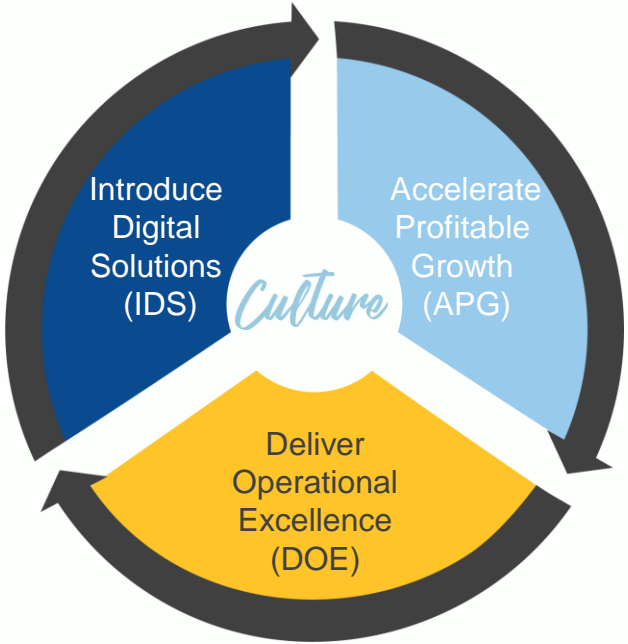 Introduce
Digital
Solutions
(IDS)
Accelerate
Profitable
Growth
(APG)
Culture
Deliver
Operational
Excellence
(DOE)